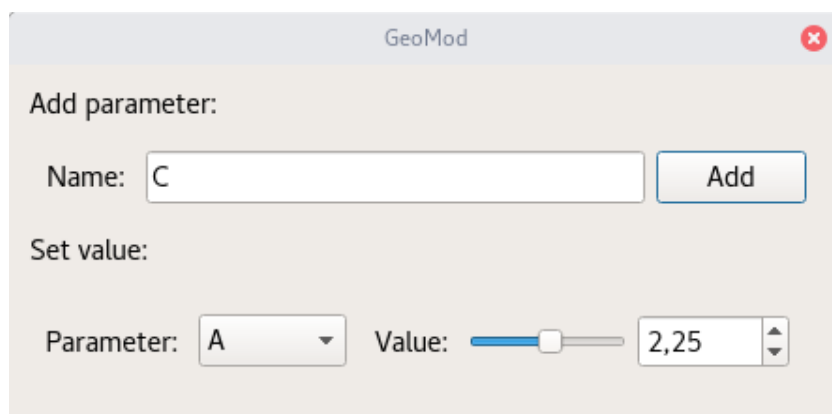 GeoMod
Add parameter:
Name: C Add
Set value:
Parameter: A Value: 2,25